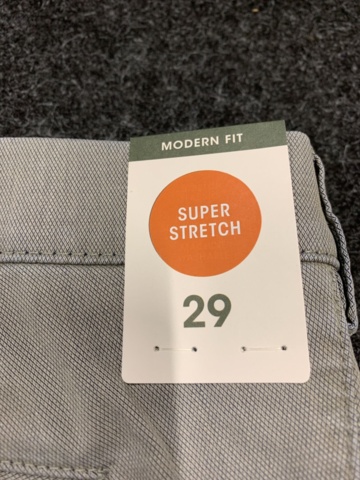 MODERN FIT
SUPER
STRETCH
29